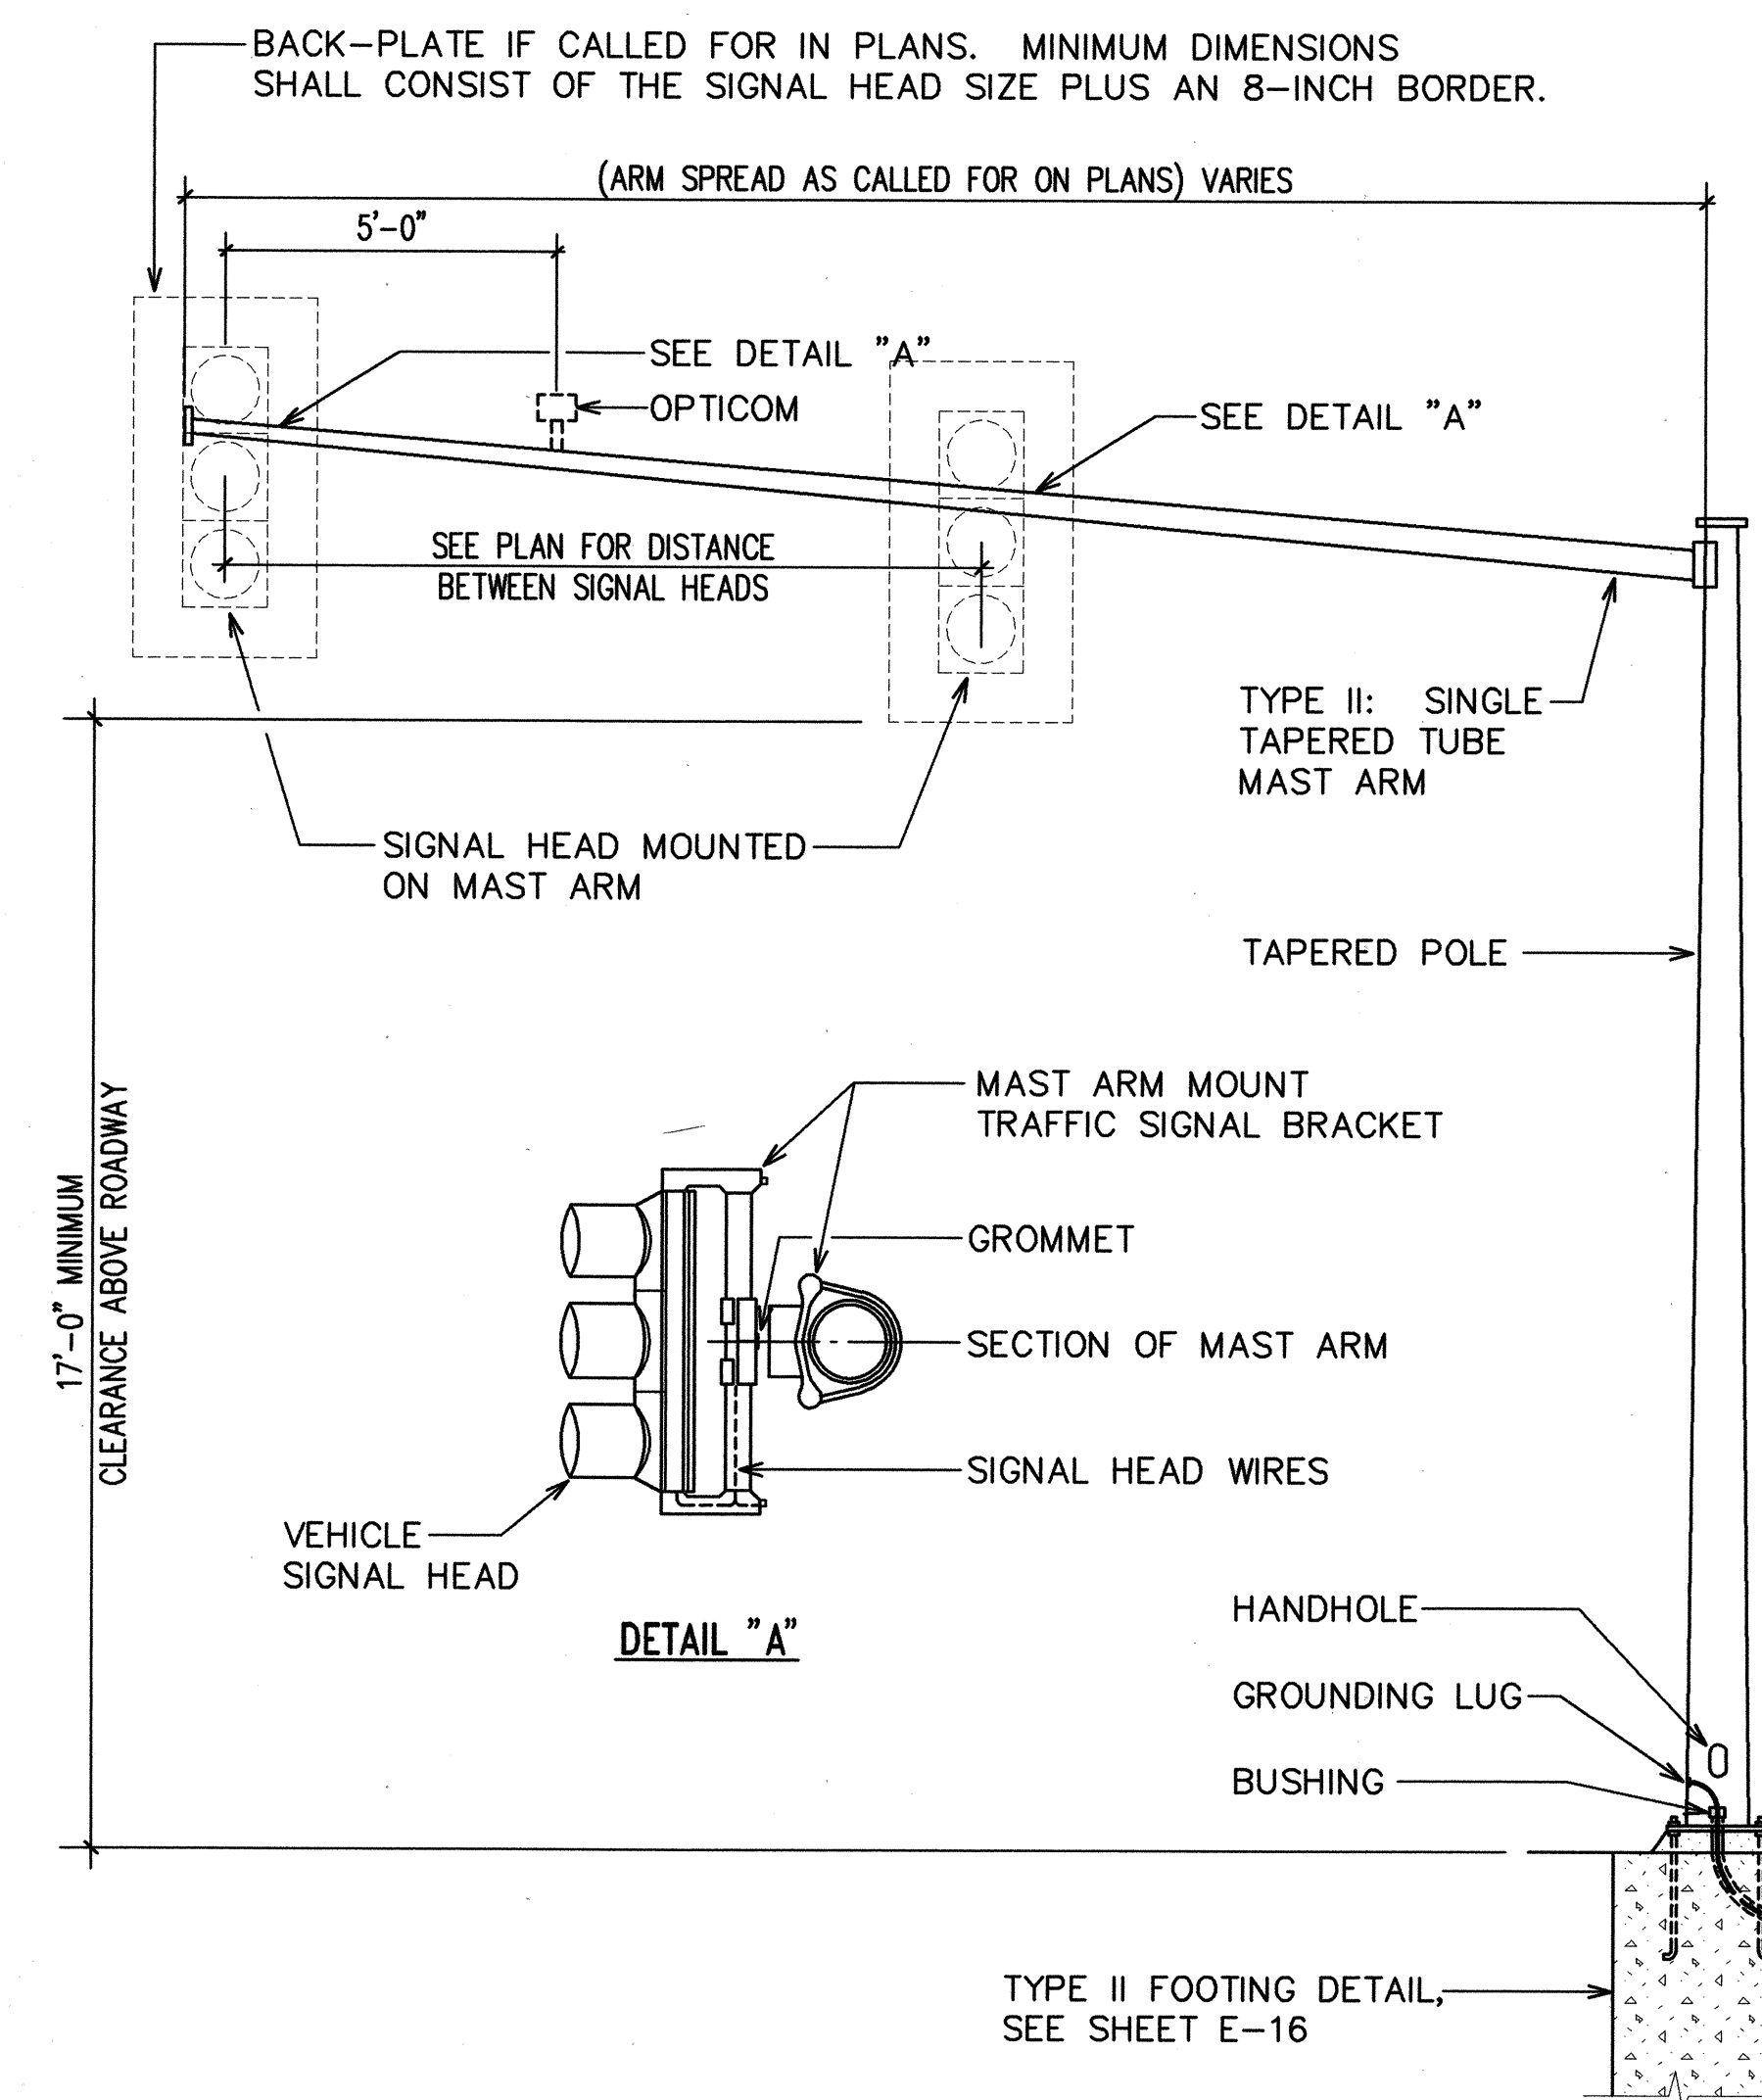 BACK-PLATE IF CALLED FOR IN PLANS. MINIMUM DIMENSIONS
SHALL CONSIST OF THE SIGNAL HEAD SIZE PLUS AN 8-INCH BORDER.
(ARM SPREAD AS CALLED FOR ON PLANS) VARIES
5'-0"
SEE DETAIL "A"
OPTICOM
SEE DETAIL "A"
SEE PLAN FOR DISTANCE
BETWEEN SIGNAL HEADS
TYPE II: SINGLE
TAPERED TUBE
MAST ARM
SIGNAL HEAD MOUNTED
ON MAST ARM
TAPERED POLE
17'-0" MINIMUM
CLEARANCE ABOVE ROADWAY
MAST ARM MOUNT
TRAFFIC SIGNAL BRACKET
GROMMET
SECTION OF MAST ARM
SIGNAL HEAD WIRES
VEHICLE
SIGNAL HEAD
DETAIL "A"
HANDHOLE
GROUNDING LUG
BUSHING
TYPE II FOOTING DETAIL,
SEE SHEET E-16